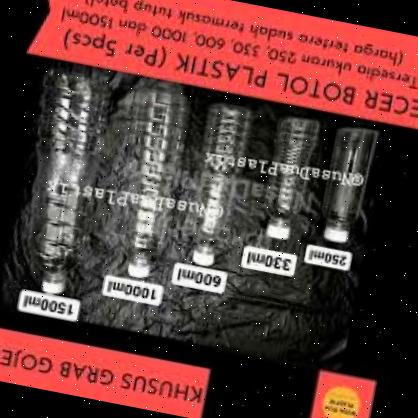 ECER BOTOL PLASTIK (Per 5pcs)
Tersedia ukuran 250, 330, 600, 1000 dan 1500ml
(harga tertera sudah termasuk tutup botol)
@NusaDuaPlastik
@NusaDuaPlastik
250ml
330ml
600ml
1000ml
1500ml
KHUSUS GRAB GOJE